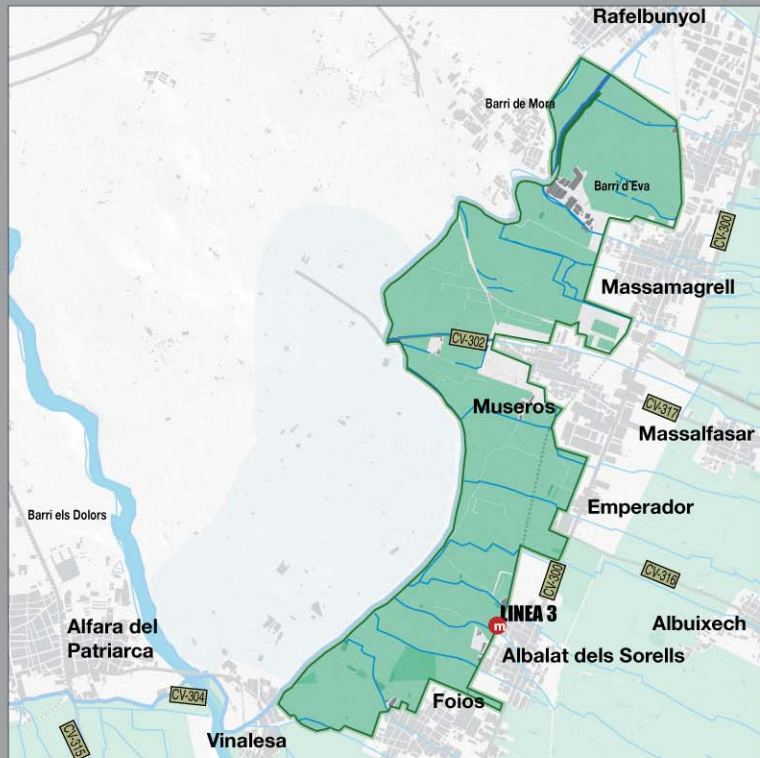 Rafelbunyol
Barri de Mora
Barri d'Eva
CV-300
Massamagrell
CV-302
Museros
CV-317
Massalfasar
Emperador
Barri els Dolors
CV-300
CV-316
LINEA 3
m
Albuixech
Alfara del
Patriarca
Albalat dels Sorells
CV-304
Foios
CV-315
Vinalesa